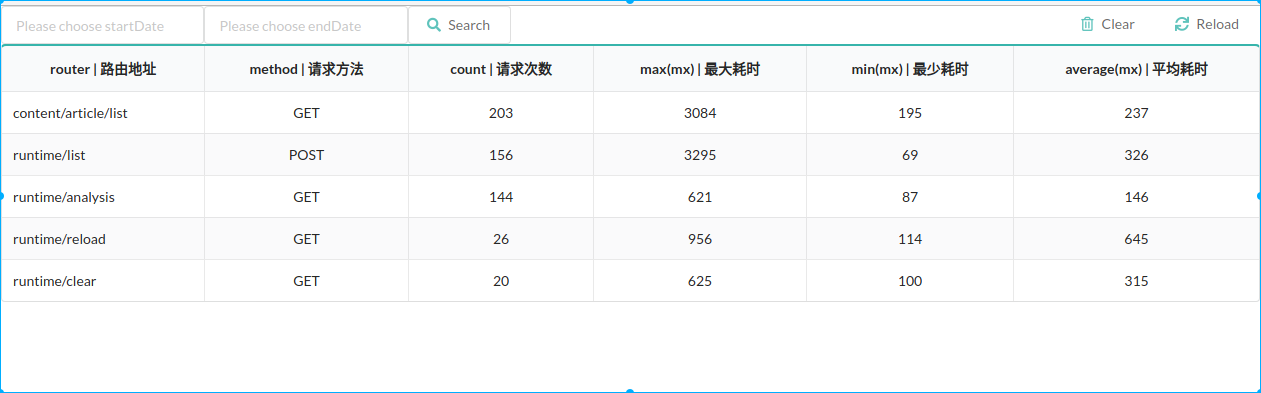 Please choose startDate Please choose endDate Search Clear Reload
router | 路由地址 method | 请求方法 count | 请求次数 max(mx) | 最大耗时 min(mx) | 最少耗时 average(mx) | 平均耗时
content/article/list GET 203 3084 195 237
runtime/list POST 156 3295 69 326
runtime/analysis GET 144 621 87 146
runtime/reload GET 26 956 114 645
runtime/clear GET 20 625 100 315